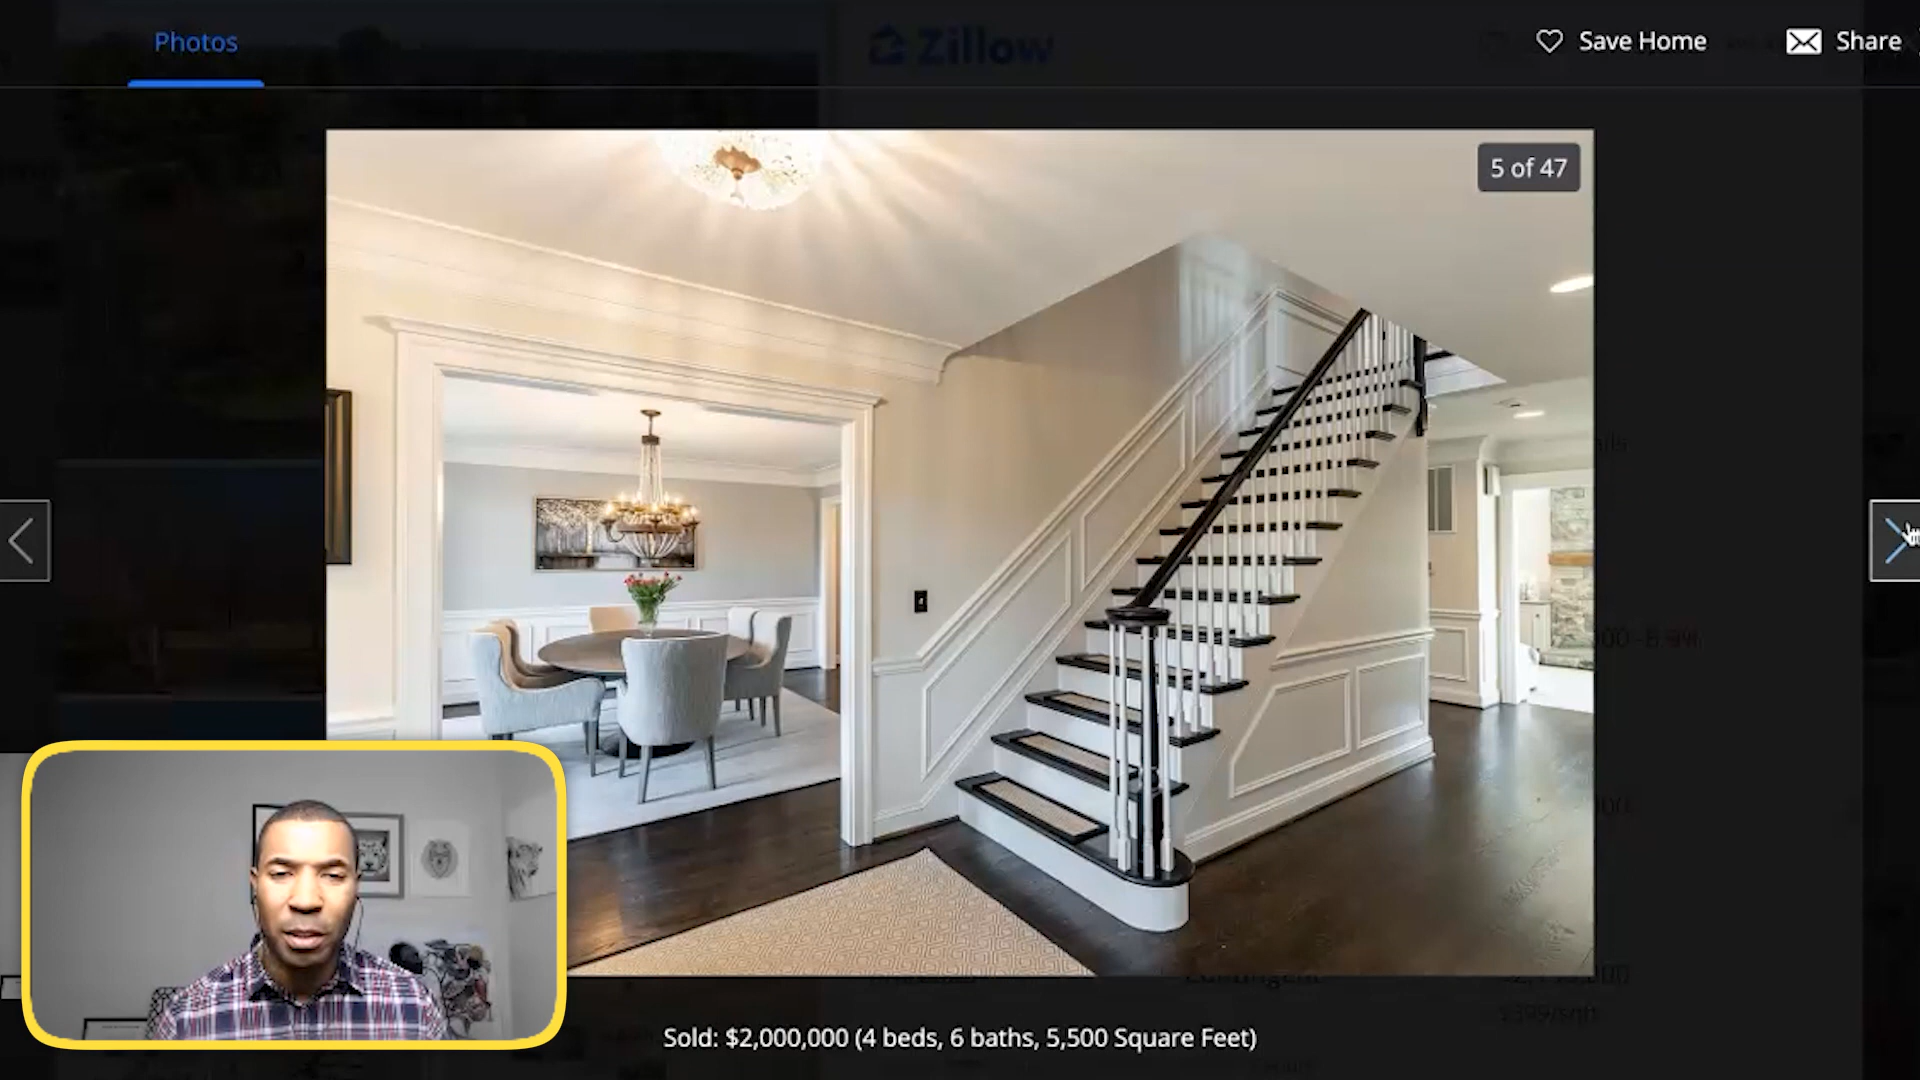 Photos
Zillow
Save Home
Share
5 of 47
Sold: $2,000,000 (4 beds, 6 baths, 5,500 Square Feet)